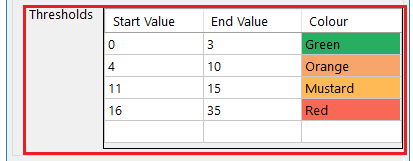 Thresholds
Start Value End Value Colour
0 3 Green
4 10 Orange
11 15 Mustard
16 35 Red